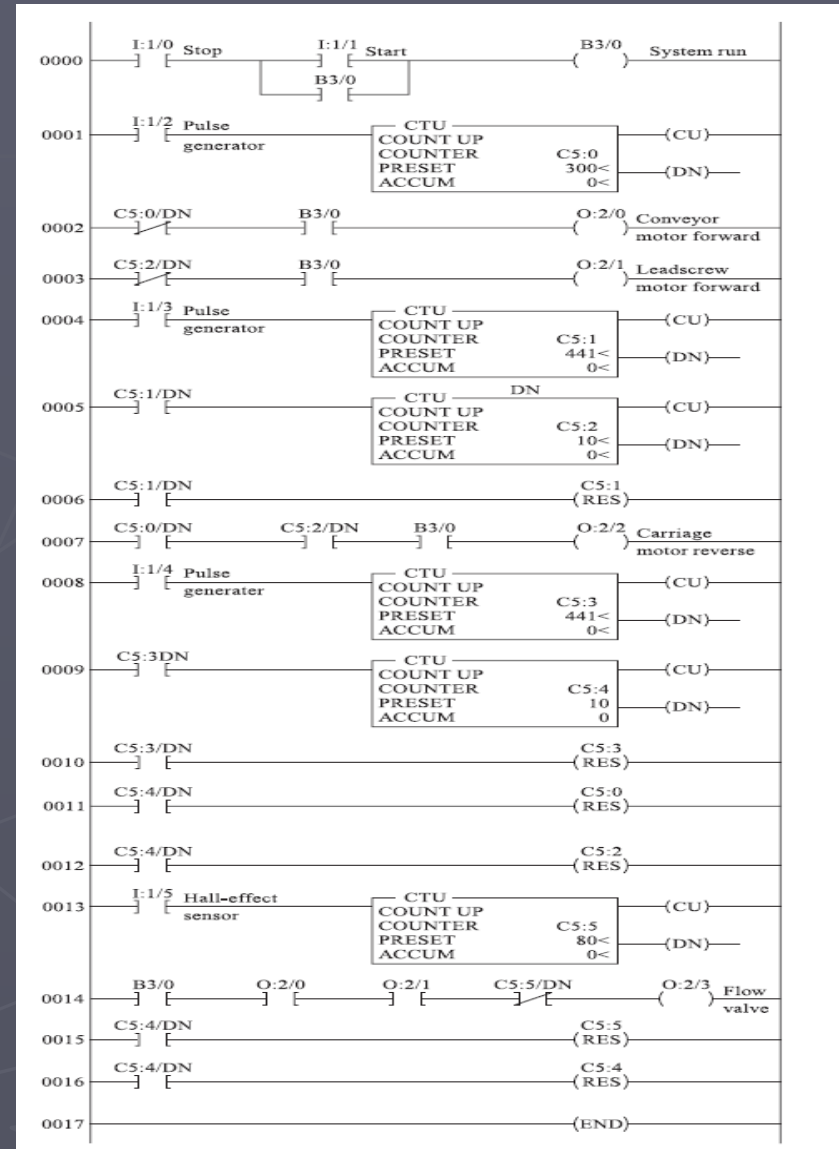 I:1/0 Stop I:1/1 Start B3/0 System run
0000
B3/0
I:1/2 Pulse generator
0001
CTU
COUNT UP
COUNTER C5:0
PRESET 300<
ACCUM 0<
(CU)
(DN)
C5:0/DN B3/0 O:2/0 Conveyor motor forward
0002
C5:2/DN B3/0 O:2/1 Leadscrew motor forward
0003
I:1/3 Pulse generator
0004
CTU
COUNT UP
COUNTER C5:1
PRESET 441<
ACCUM 0<
(CU)
(DN)
C5:1/DN
0005
DN
CTU
COUNT UP
COUNTER C5:2
PRESET 10<
ACCUM 0<
(CU)
(DN)
C5:1/DN C5:1
0006 (RES)
C5:0/DN C5:2/DN B3/0 O:2/2 Carriage motor reverse
0007
I:1/4 Pulse generater
0008
CTU
COUNT UP
COUNTER C5:3
PRESET 441<
ACCUM 0<
(CU)
(DN)
C5:3DN
0009
CTU
COUNT UP
COUNTER C5:4
PRESET 10
ACCUM 0
(CU)
(DN)
C5:3/DN C5:3
0010 (RES)
C5:4/DN C5:0
0011 (RES)
C5:4/DN C5:2
0012 (RES)
I:1/5 Hall-effect sensor
0013
CTU
COUNT UP
COUNTER C5:5
PRESET 80<
ACCUM 0<
(CU)
(DN)
B3/0 O:2/0 O:2/1 C5:5/DN O:2/3 Flow valve
0014
C5:4/DN C5:5
0015 (RES)
C5:4/DN C5:4
0016 (RES)
0017 (END)